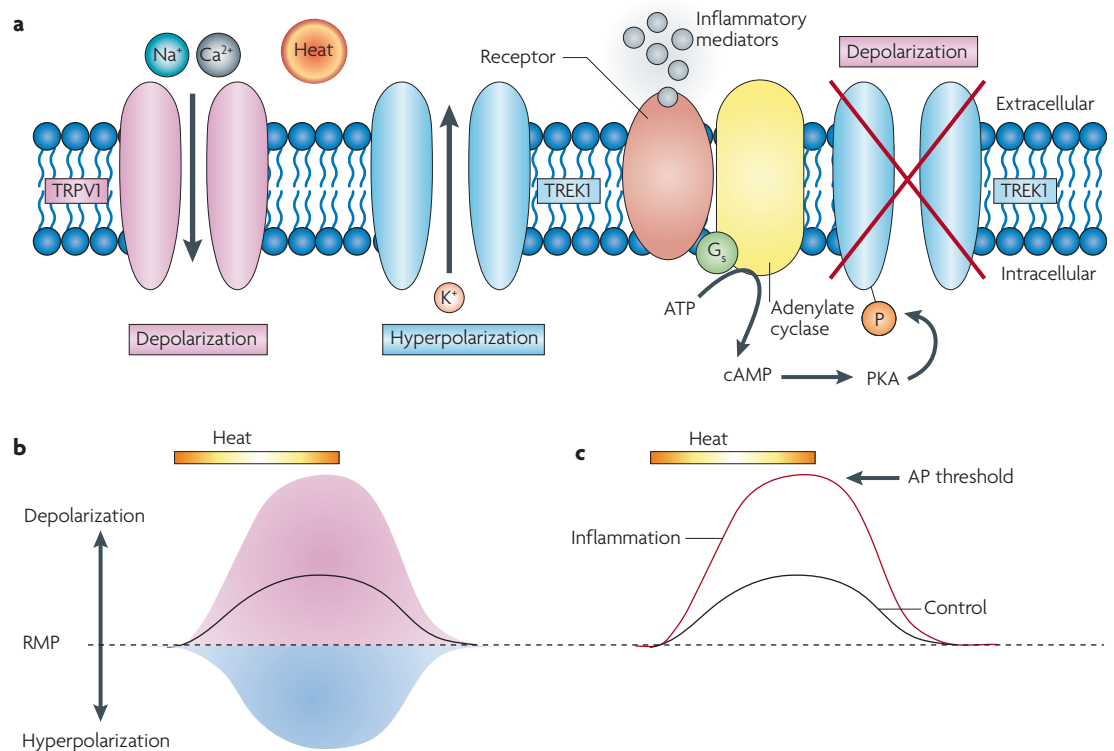 a
Na⁺
Ca²⁺
Heat
Receptor
Inflammatory
mediators
Depolarization
Extracellular
TRPV1
TREK1
TREK1
Gₛ
Intracellular
K⁺
ATP
Adenylate
cyclase
P
Depolarization
Hyperpolarization
cAMP
PKA
b
Heat
Depolarization
RMP
Hyperpolarization
c
Heat
AP threshold
Inflammation
Control